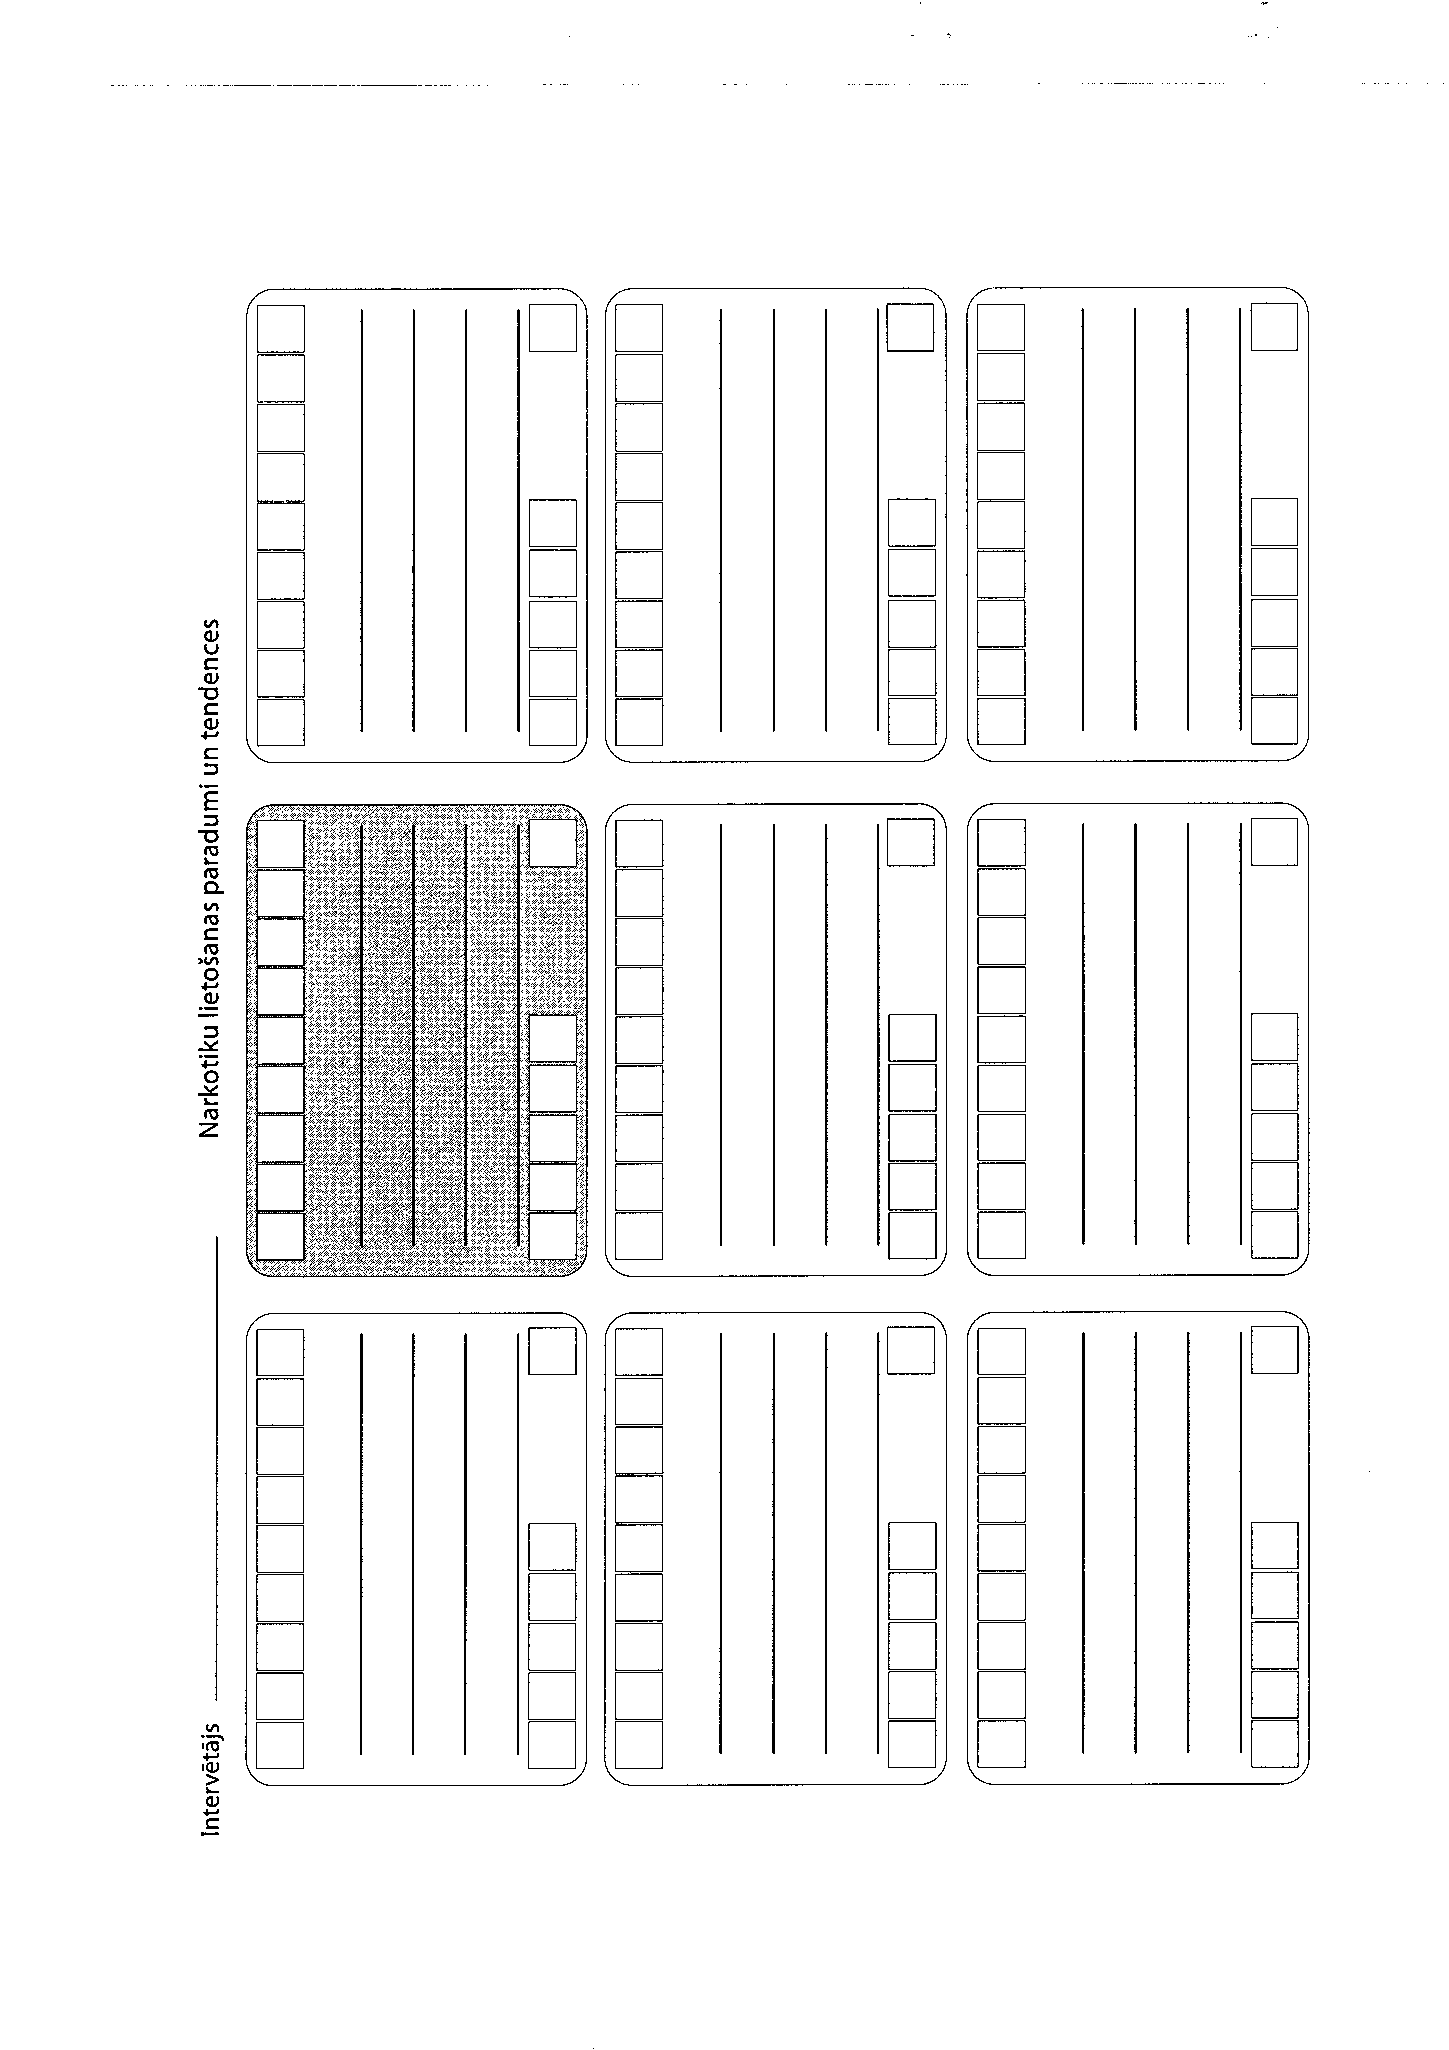 Intervētājs Narkotiku lietošanas paradumi un tendences